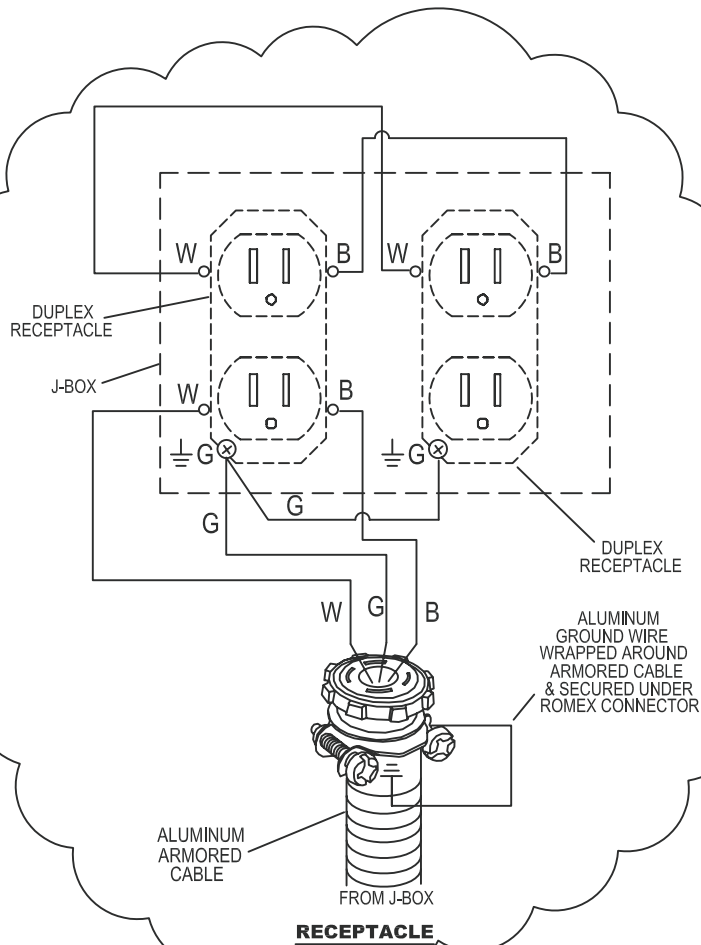 W
B
W
B
DUPLEX
RECEPTACLE
J-BOX
W
B
G
G
G
G
DUPLEX
RECEPTACLE
W
G
B
ALUMINUM
GROUND WIRE
WRAPPED AROUND
ARMORED CABLE
& SECURED UNDER
ROMEX CONNECTOR
ALUMINUM
ARMORED
CABLE
FROM J-BOX
RECEPTACLE